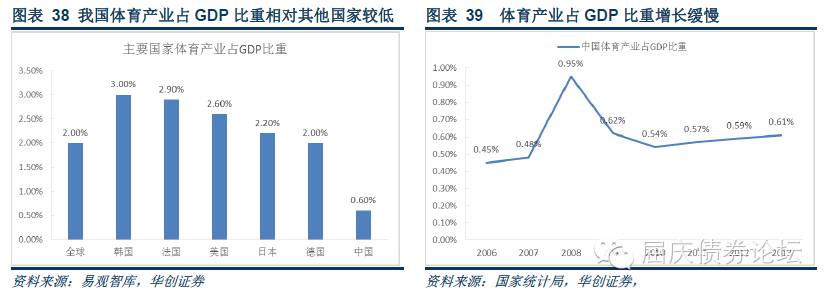 图表 38 我国体育产业占 GDP 比重相对其他国家较低
主要国家体育产业占GDP比重
3.50%
3.00%
2.50%
2.00%
1.50%
1.00%
0.50%
0.00%
2.00%
3.00%
2.90%
2.60%
2.20%
2.00%
0.60%
全球
韩国
法国
美国
日本
德国
中国
资料来源：易观智库，华创证券
图表 39 体育产业占 GDP 比重增长缓慢
中国体育产业占GDP比重
1.00%
0.90%
0.80%
0.70%
0.60%
0.50%
0.40%
0.30%
0.20%
0.10%
0.00%
0.45%
0.48%
0.95%
0.62%
0.54%
0.57%
0.59%
0.61%
2006
2007
2008
2010
2011
2012
2013
屈庆债券论坛
资料来源：国家统计局，华创证券，